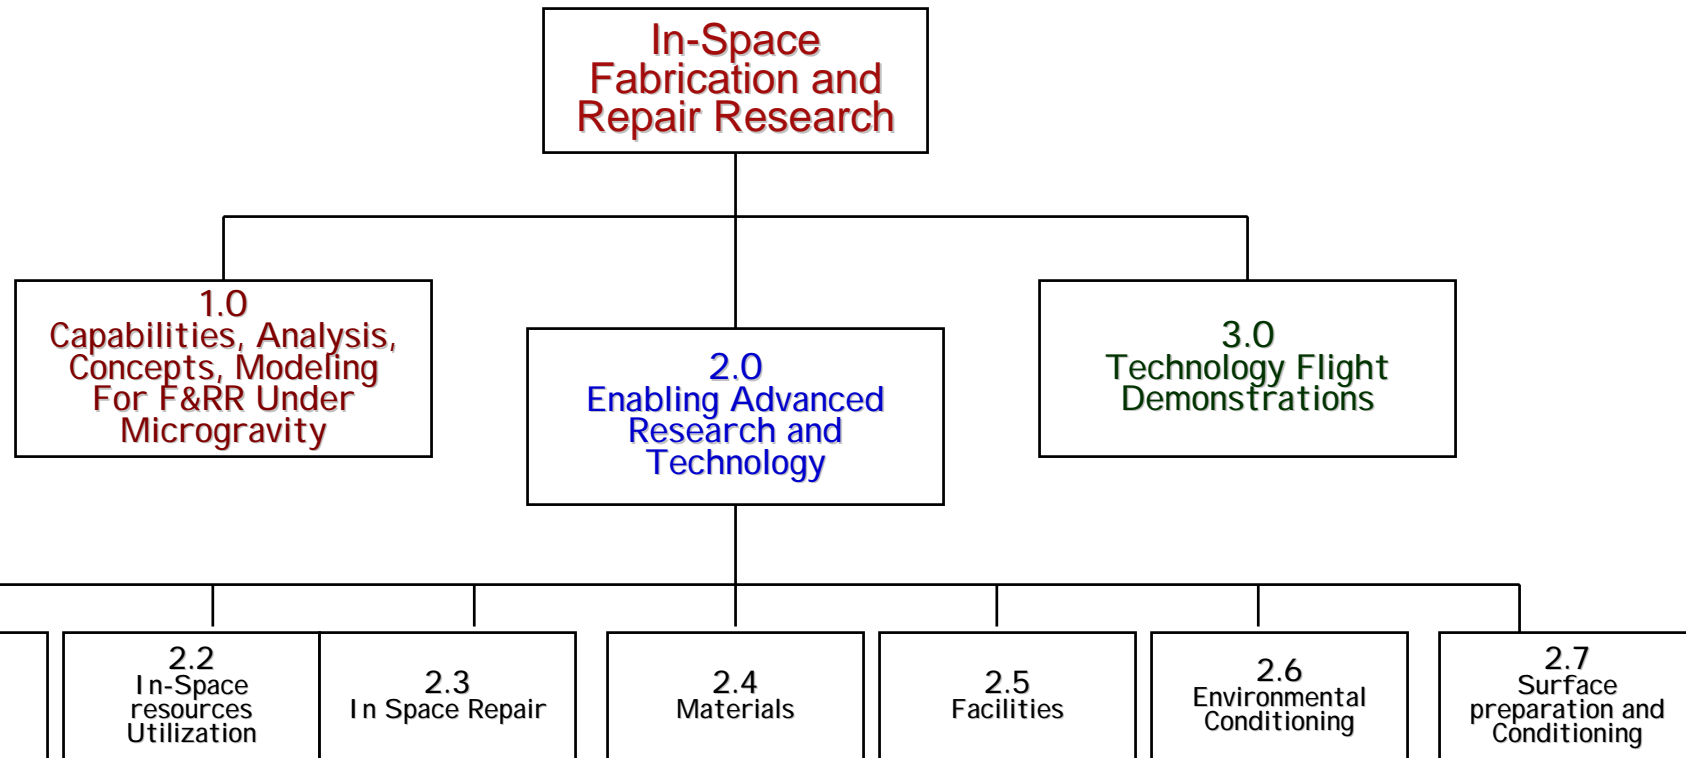 In-Space
Fabrication and
Repair Research
1.0
Capabilities, Analysis,
Concepts, Modeling
For F&RR Under
Microgravity
2.0
Enabling Advanced
Research and
Technology
3.0
Technology Flight
Demonstrations
2.2
In-Space
resources
Utilization
2.3
In Space Repair
2.4
Materials
2.5
Facilities
2.6
Environmental
Conditioning
2.7
Surface
preparation and
Conditioning